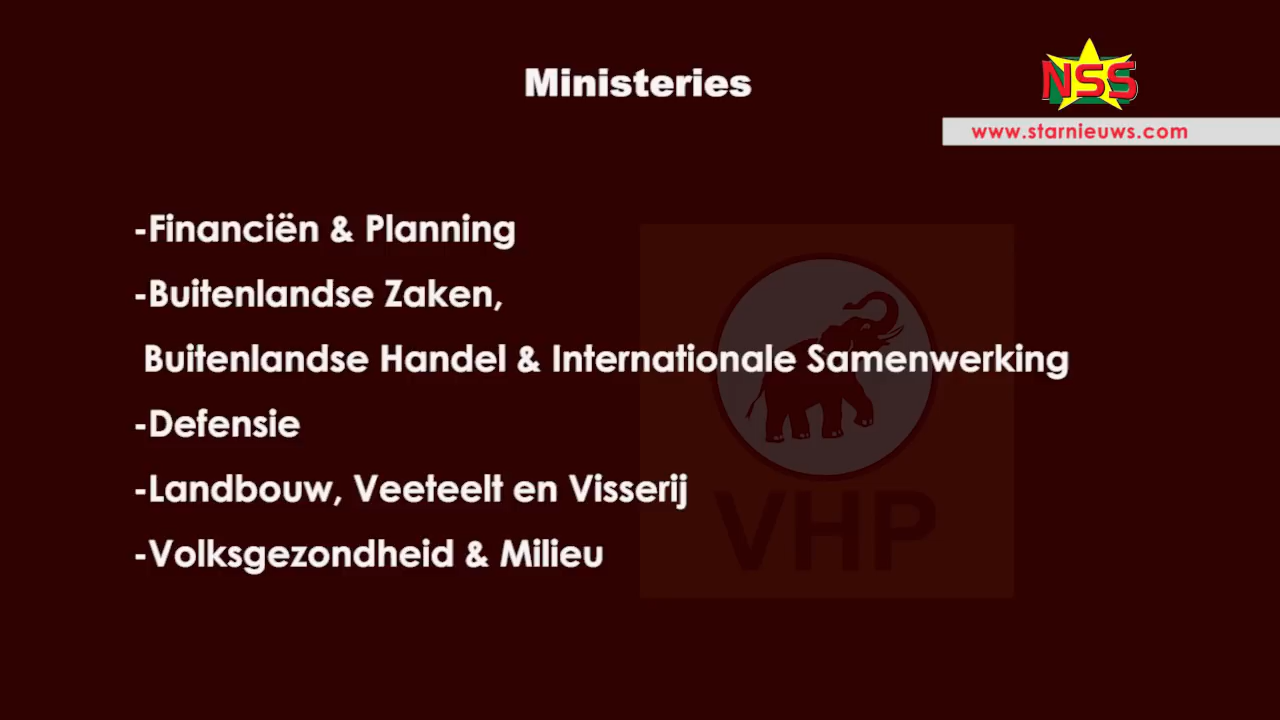 Ministeries
NSS
www.starnieuws.com
-Financiën & Planning
-Buitenlandse Zaken,
Buitenlandse Handel & Internationale Samenwerking
-Defensie
-Landbouw, Veeteelt en Visserij
-Volksgezondheid & Milieu
VHP